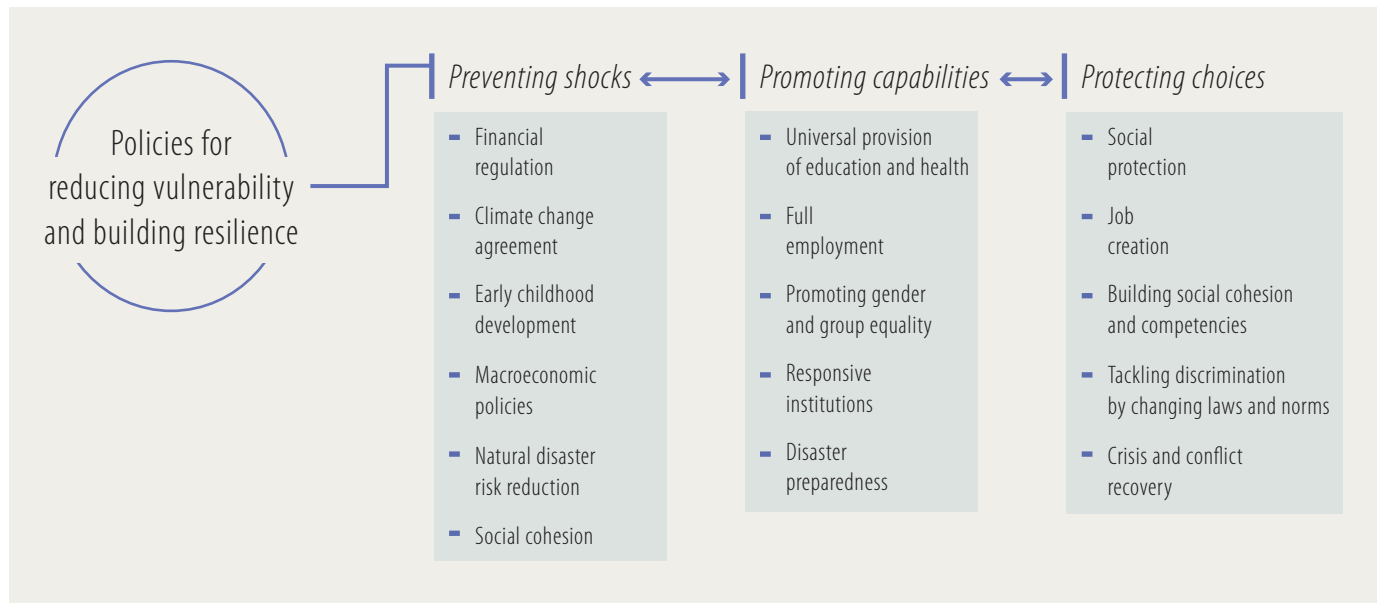 Policies for
reducing vulnerability
and building resilience
Preventing shocks
Financial
regulation
Climate change
agreement
Early childhood
development
Macroeconomic
policies
Natural disaster
risk reduction
Social cohesion
Promoting capabilities
Universal provision
of education and health
Full
employment
Promoting gender
and group equality
Responsive
institutions
Disaster
preparedness
Protecting choices
Social
protection
Job
creation
Building social cohesion
and competencies
Tackling discrimination
by changing laws and norms
Crisis and conflict
recovery